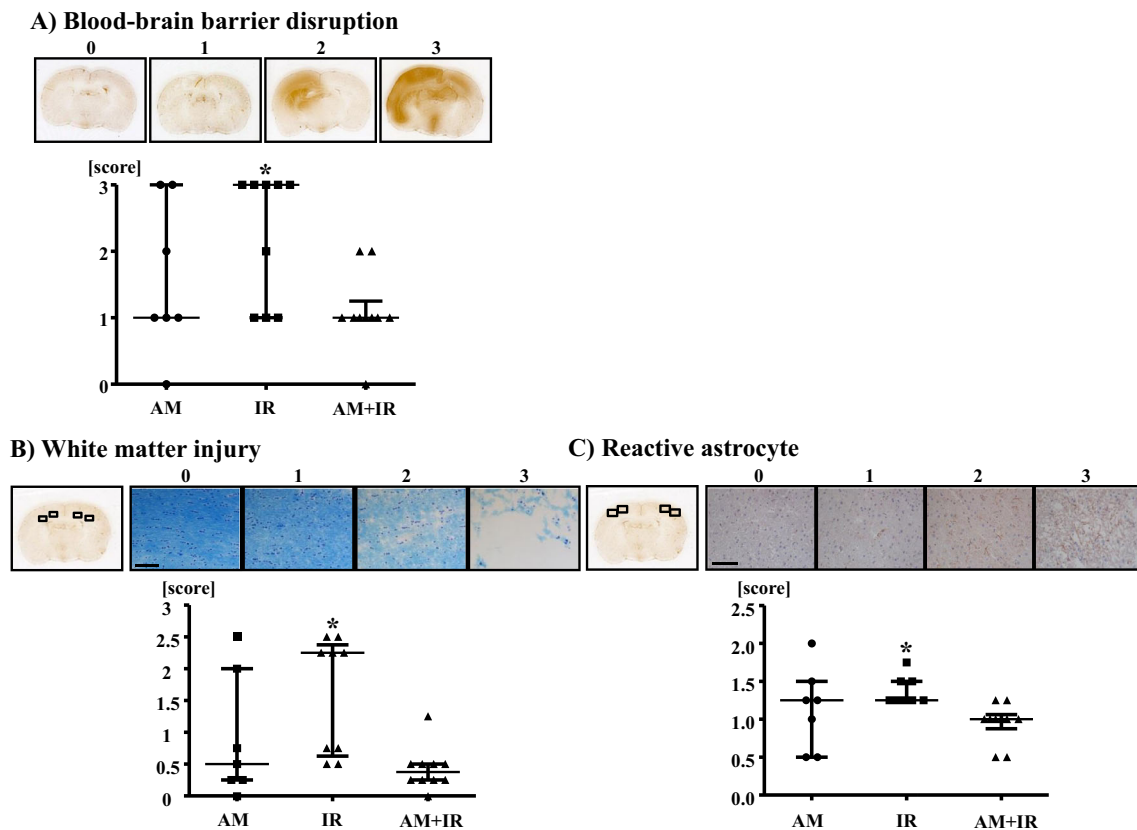 A) Blood-brain barrier disruption
0 1 2 3
[score]
*
3
2
1
0
AM IR AM+IR
B) White matter injury
0 1 2 3
[score]
*
3
2.5
2
1.5
1
0.5
0
AM IR AM+IR
C) Reactive astrocyte
0 1 2 3
[score]
*
2.5
2.0
1.5
1.0
0.5
0.0
AM IR AM+IR